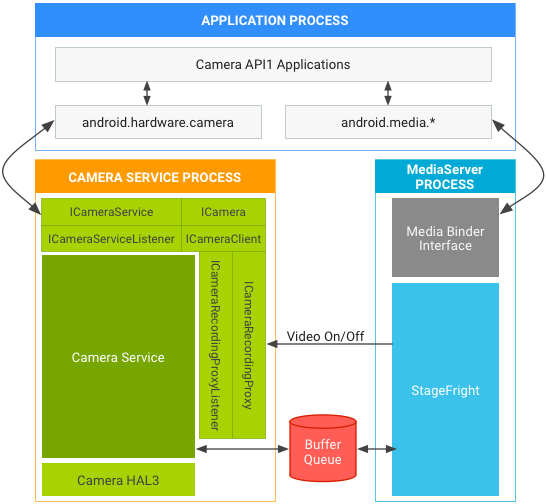 APPLICATION PROCESS
Camera API1 Applications
android.hardware.camera
android.media.*
CAMERA SERVICE PROCESS
MediaServer
PROCESS
ICameraService
ICamera
ICameraServiceListener
ICameraClient
Media Binder
Interface
ICameraRecordingProxyListener
ICameraRecordingProxy
Video On/Off
Camera Service
StageFright
Buffer
Queue
Camera HAL3